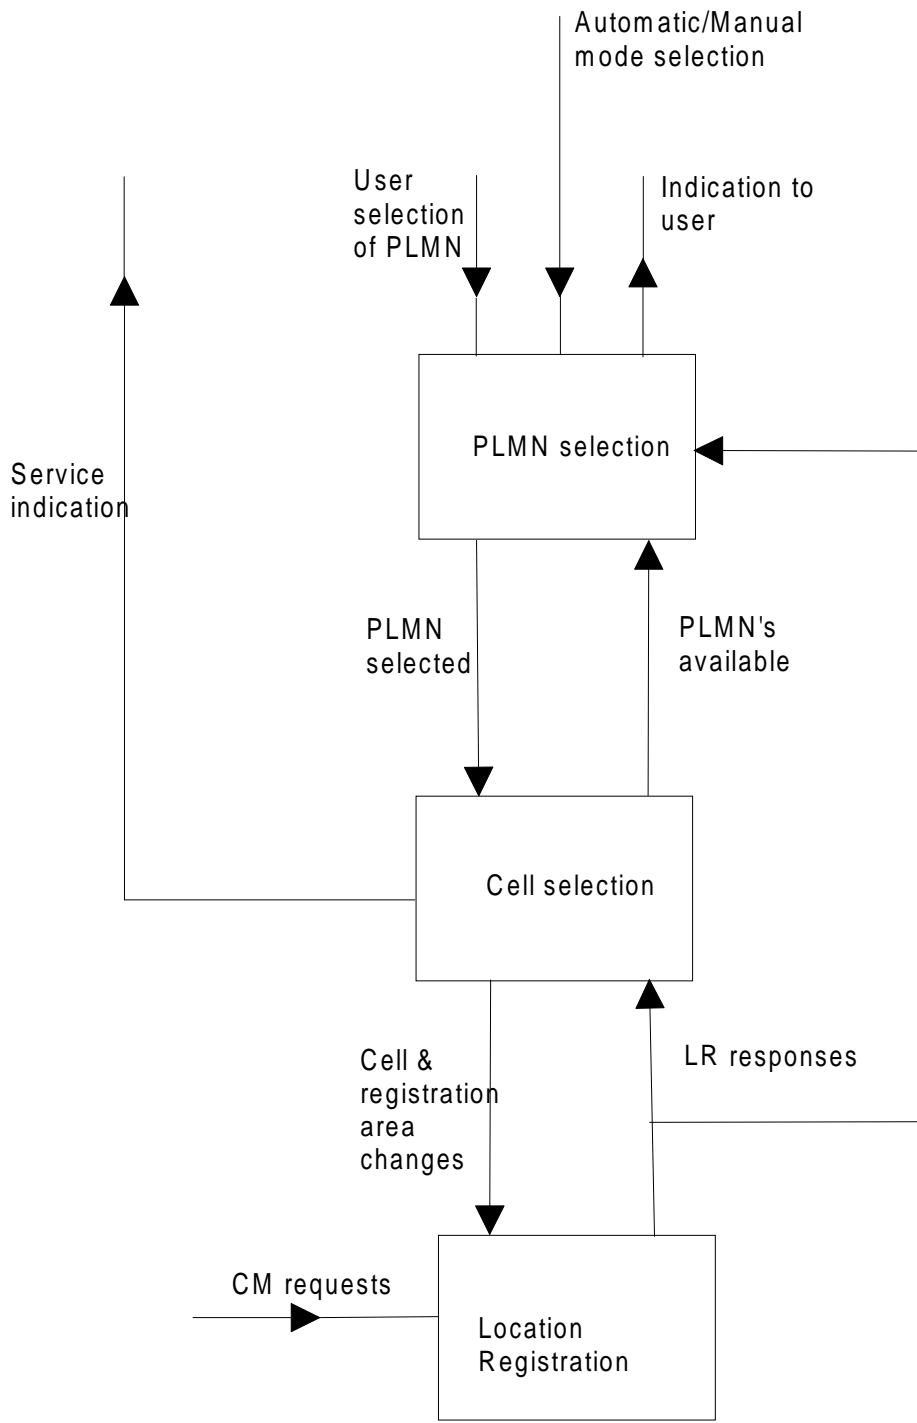 Automatic/Manual
mode selection
User
selection
of PLMN
Indication to
user
PLMN selection
Service
indication
PLMN
selected
PLMN's
available
Cell selection
Cell &
registration
area
changes
LR responses
CM requests
Location
Registration